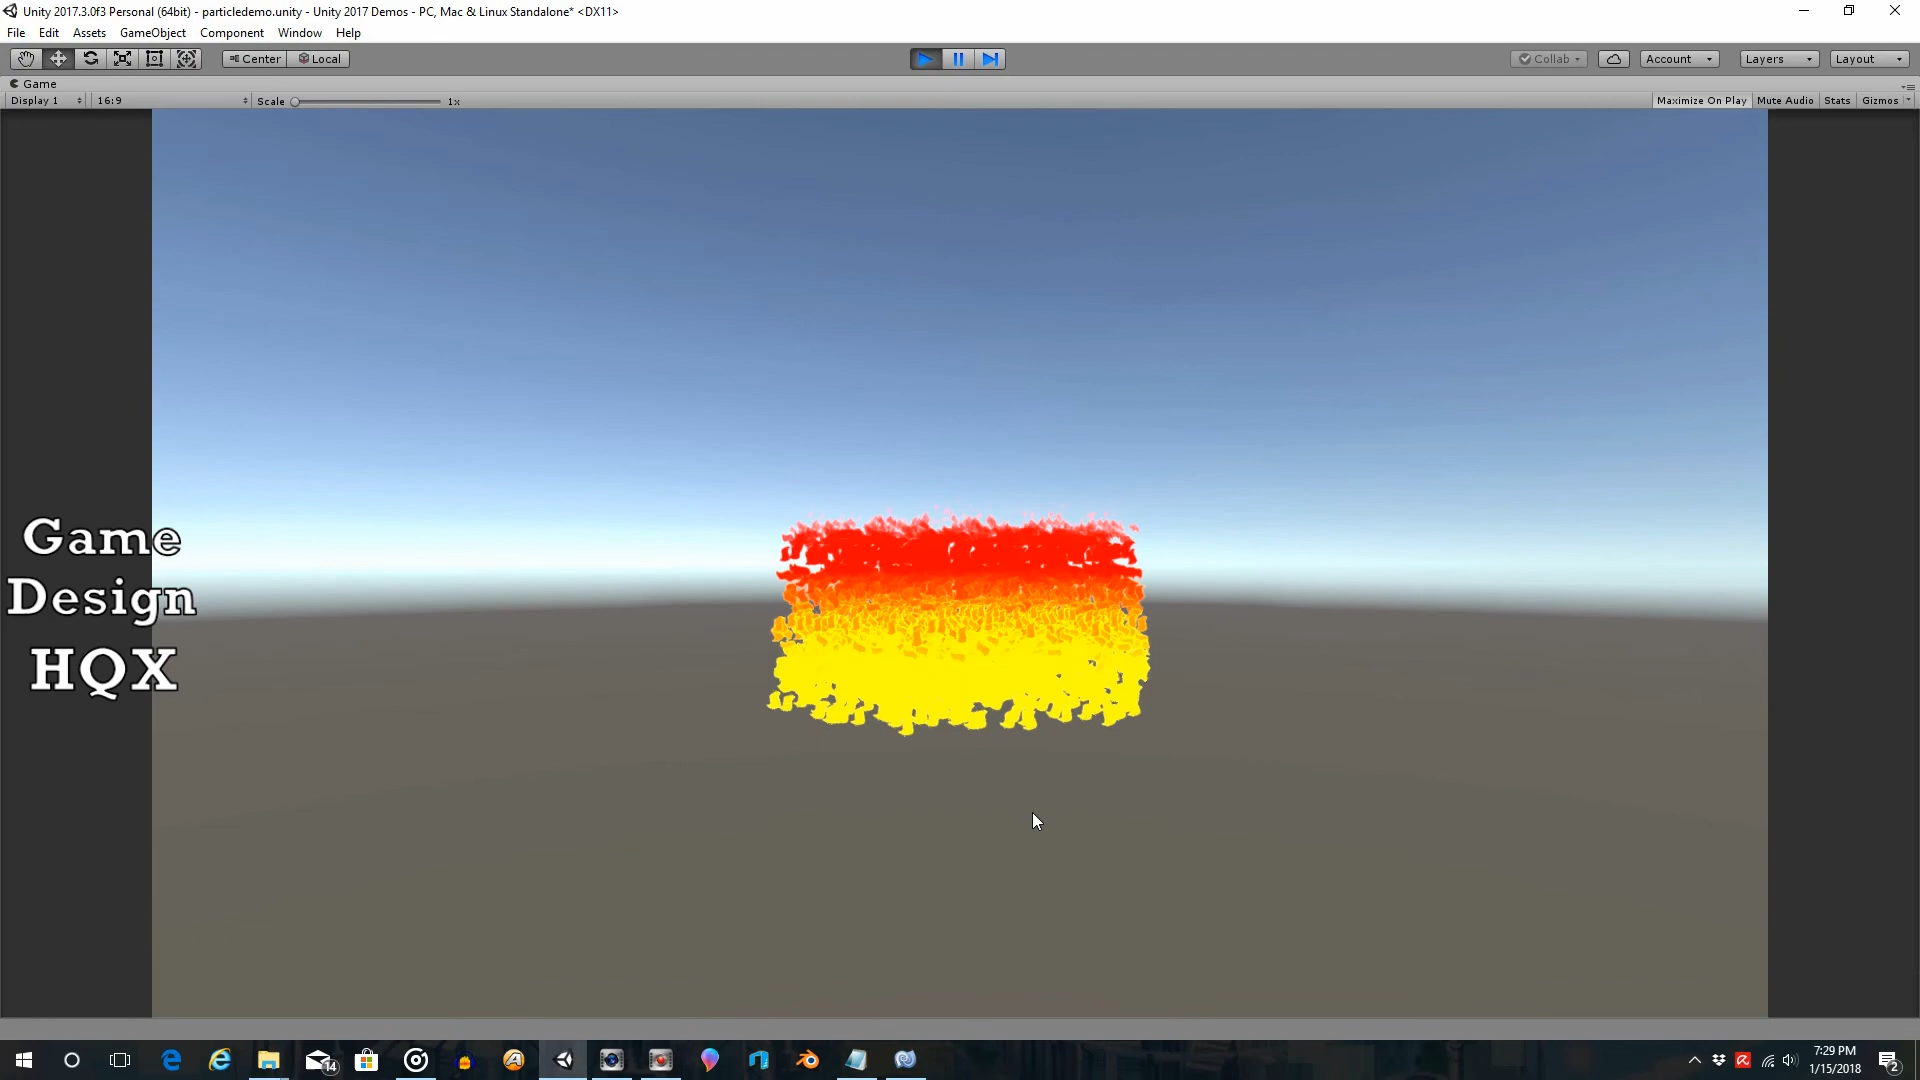 Unity 2017.3.0f3 Personal (64bit) - particledemo.unity - Unity 2017 Demos - PC, Mac & Linux Standalone* <DX11>
File Edit Assets GameObject Component Window Help
Center Local Collab Account Layers Layout
Game
Display 1 16:9 Scale 1x Maximize On Play Mute Audio Stats Gizmos
Game
Design
HQX
14
7:29 PM
1/15/2018
2